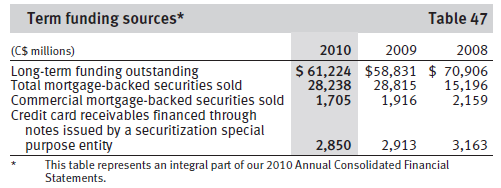 Term funding sources* Table 47
(C$ millions) 2010 2009 2008
Long-term funding outstanding $ 61,224 $58,831 $ 70,906
Total mortgage-backed securities sold 28,238 28,815 15,196
Commercial mortgage-backed securities sold 1,705 1,916 2,159
Credit card receivables financed through
notes issued by a securitization special
purpose entity 2,850 2,913 3,163
* This table represents an integral part of our 2010 Annual Consolidated Financial
Statements.